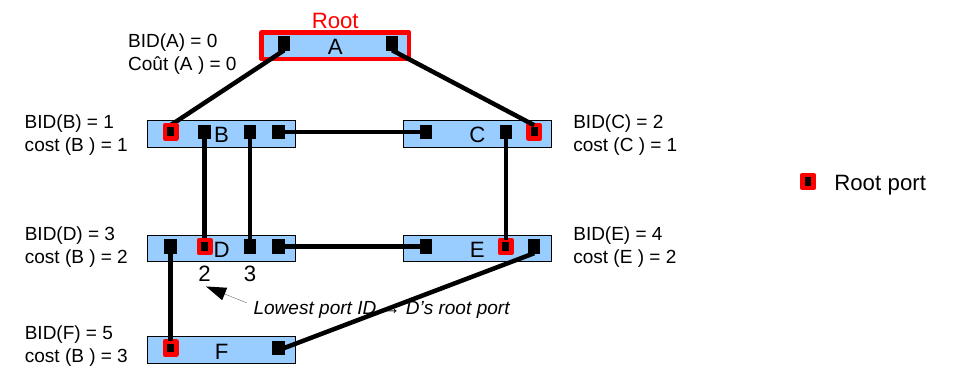 Root
BID(A) = 0
Coût (A ) = 0
A
BID(B) = 1
cost (B ) = 1
B
C
BID(C) = 2
cost (C ) = 1
Root port
BID(D) = 3
cost (B ) = 2
D
E
BID(E) = 4
cost (E ) = 2
2 3
Lowest port ID → D's root port
BID(F) = 5
cost (B ) = 3
F